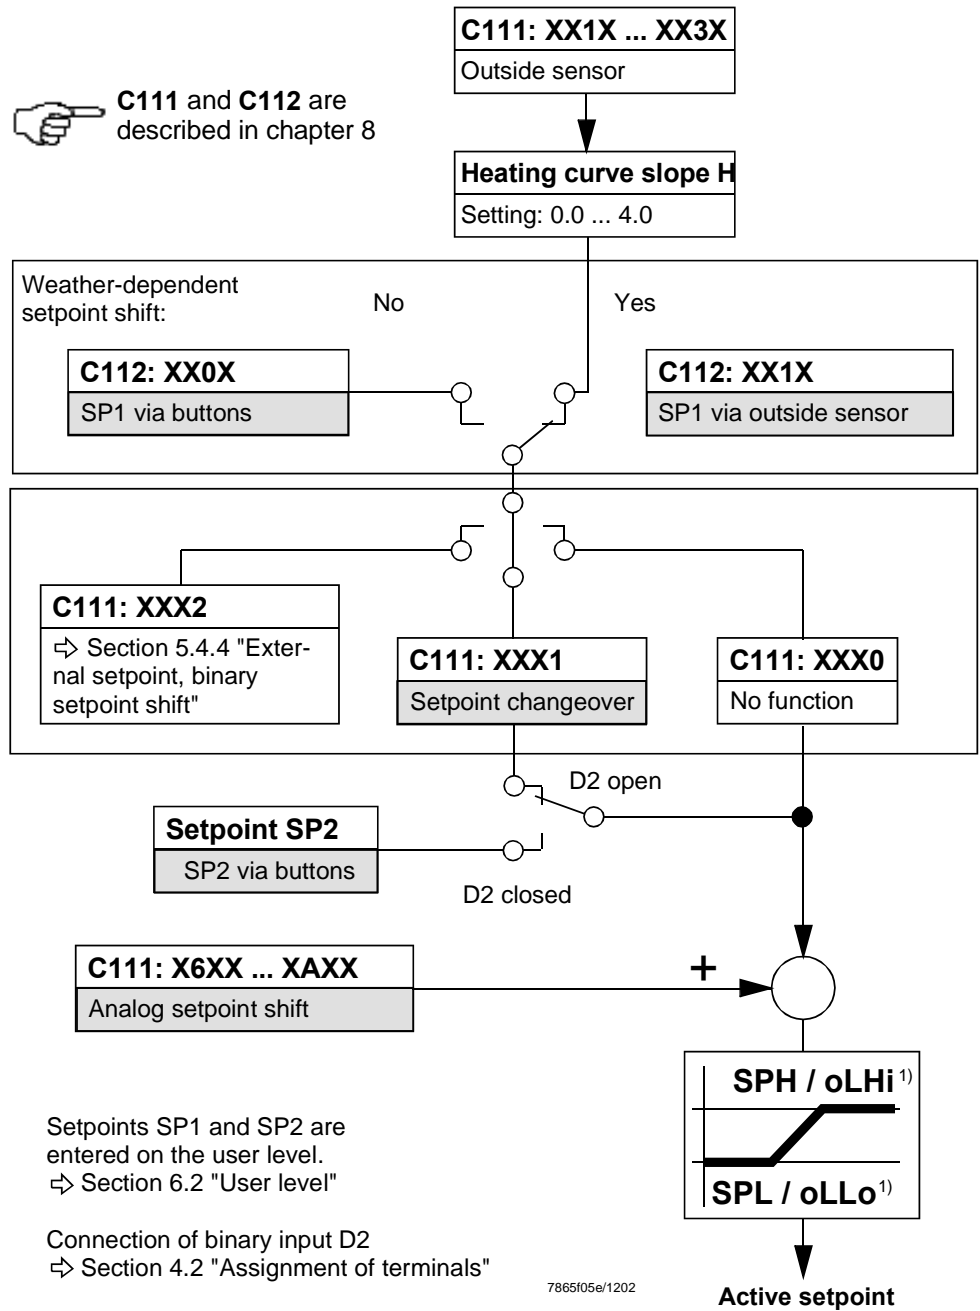 C111: XX1X ... XX3X
Outside sensor
C111 and C112 are
described in chapter 8
Heating curve slope H
Setting: 0.0 ... 4.0
Weather-dependent
setpoint shift:
No
Yes
C112: XX0X
SP1 via buttons
C112: XX1X
SP1 via outside sensor
C111: XXX2
⇨ Section 5.4.4 "Exter-
nal setpoint, binary
setpoint shift"
C111: XXX1
Setpoint changeover
C111: XXX0
No function
D2 open
Setpoint SP2
SP2 via buttons
D2 closed
C111: X6XX ... XAXX
Analog setpoint shift
+
SPH / oLHi 1)
SPL / oLLo 1)
Setpoints SP1 and SP2 are
entered on the user level.
⇨ Section 6.2 "User level"
Connection of binary input D2
⇨ Section 4.2 "Assignment of terminals"
7865f05e/1202
Active setpoint